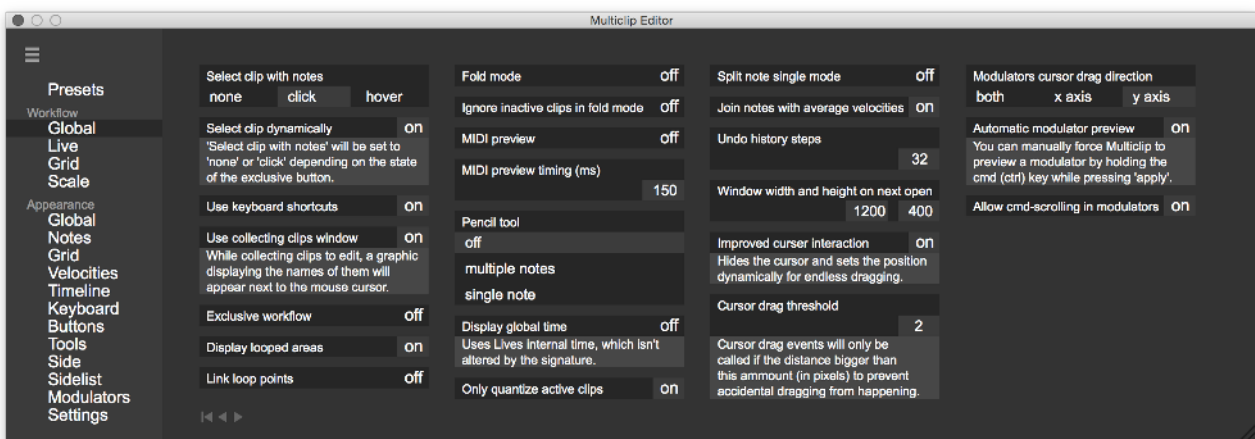 Multiclip Editor
Presets
Workflow
Global
Live
Grid
Scale
Appearance
Global
Notes
Grid
Velocities
Timeline
Keyboard
Buttons
Tools
Side
Sidelist
Modulators
Settings
Select clip with notes
none click hover
Select clip dynamically on
'Select clip with notes' will be set to
'none' or 'click' depending on the state
of the exclusive button.
Use keyboard shortcuts on
Use collecting clips window on
While collecting clips to edit, a graphic
displaying the names of them will
appear next to the mouse cursor.
Exclusive workflow off
Display looped areas on
Link loop points off
Fold mode off
Ignore inactive clips in fold mode off
MIDI preview off
MIDI preview timing (ms)
150
Pencil tool
off
multiple notes
single note
Display global time off
Uses Lives internal time, which isn't
altered by the signature.
Only quantize active clips on
Split note single mode off
Join notes with average velocities on
Undo history steps
32
Window width and height on next open
1200 400
Improved curser interaction on
Hides the cursor and sets the position
dynamically for endless dragging.
Cursor drag threshold
2
Cursor drag events will only be
called if the distance bigger than
this ammount (in pixels) to prevent
accidental dragging from happening.
Modulators cursor drag direction
both x axis y axis
Automatic modulator preview on
You can manually force Multiclip to
preview a modulator by holding the
cmd (ctrl) key while pressing 'apply'.
Allow cmd-scrolling in modulators on